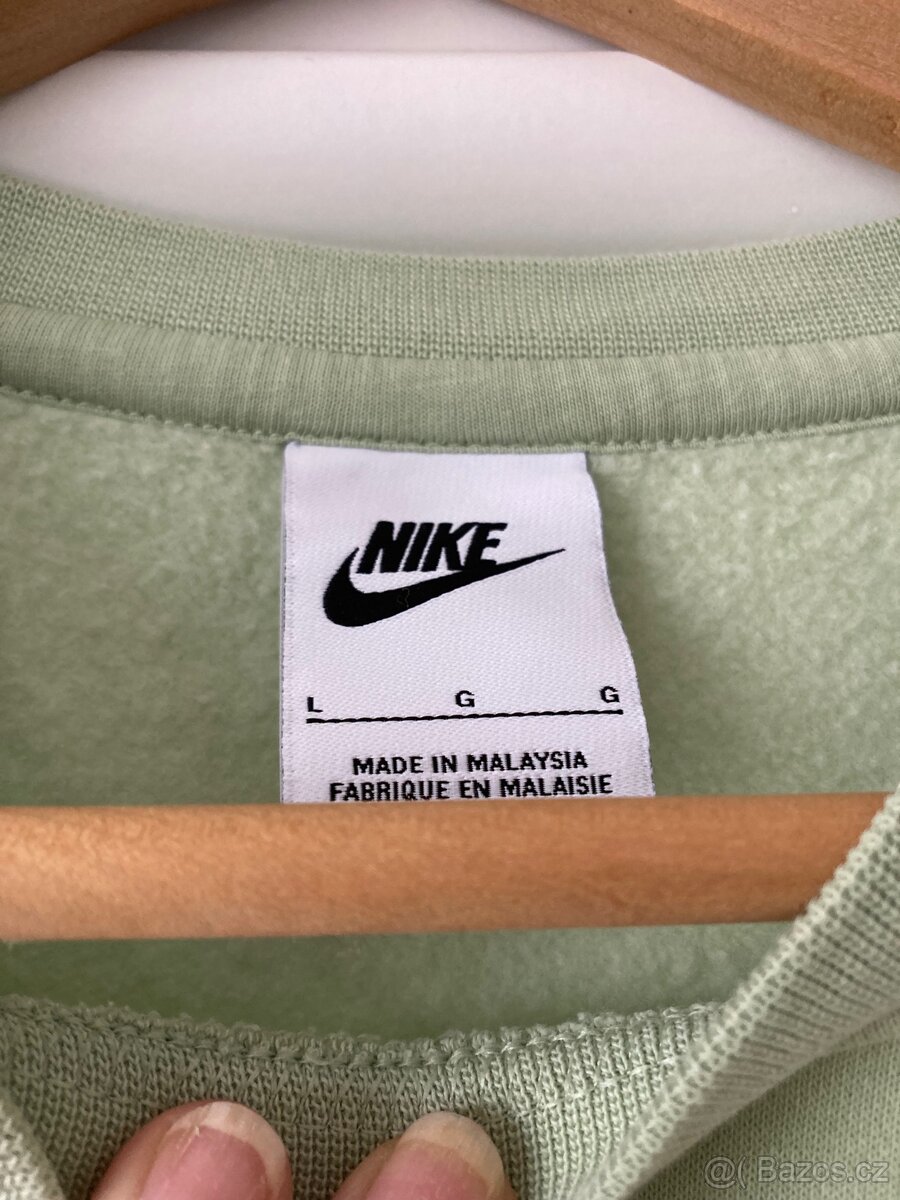 NIKE
L G G
MADE IN MALAYSIA
FABRIQUE EN MALAISIE
@( Bazos.cz